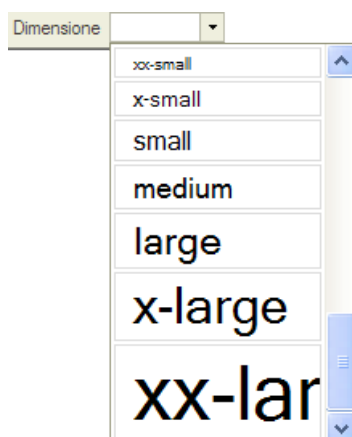 Dimensione
xx-small
x-small
small
medium
large
x-large
xx-lar